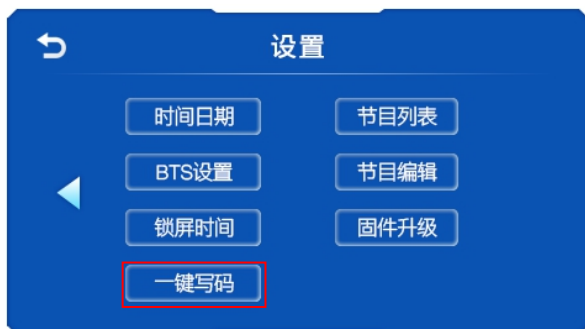 设置
时间日期
节目列表
BTS设置
节目编辑
锁屏时间
固件升级
一键写码